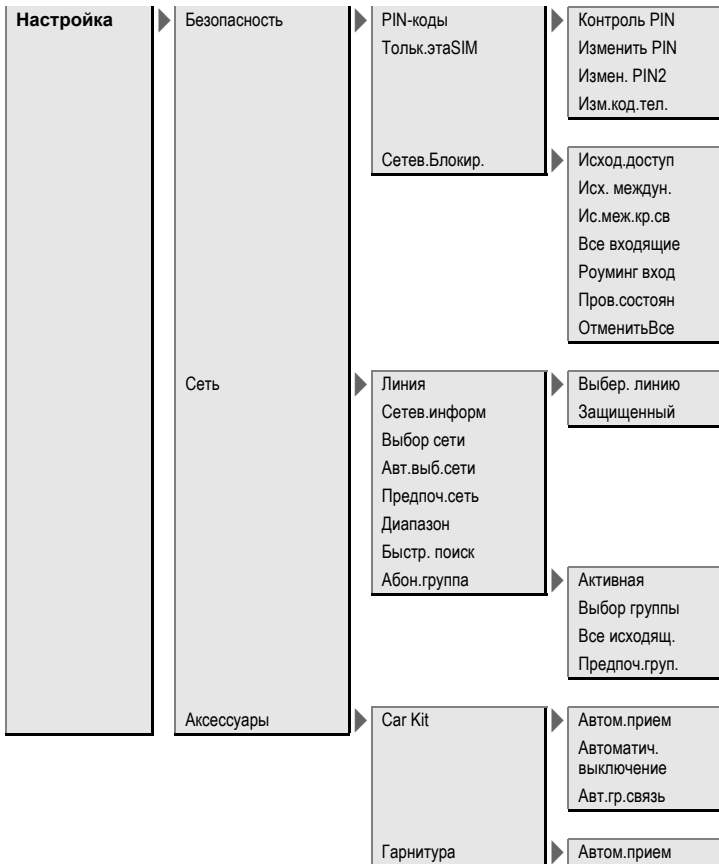 Настройка
Безопасность
PIN-коды
Контроль PIN
Тольк.этаSIM
Изменить PIN
Измен. PIN2
Изм.код.тел.
Сетев.Блокир.
Исход.доступ
Исх. междун.
Ис.меж.кр.св
Все входящие
Роуминг вход
Пров.состоян
ОтменитьВсе
Сеть
Линия
Выбер. линию
Сетев.информ
Защищенный
Выбор сети
Авт.выб.сети
Предпоч.сеть
Диапазон
Быстр. поиск
Абон.группа
Активная
Выбор группы
Все исходящ.
Предпоч.груп.
Аксессуары
Car Kit
Автом.прием
Автоматич.
выключение
Авт.гр.связь
Гарнитура
Автом.прием